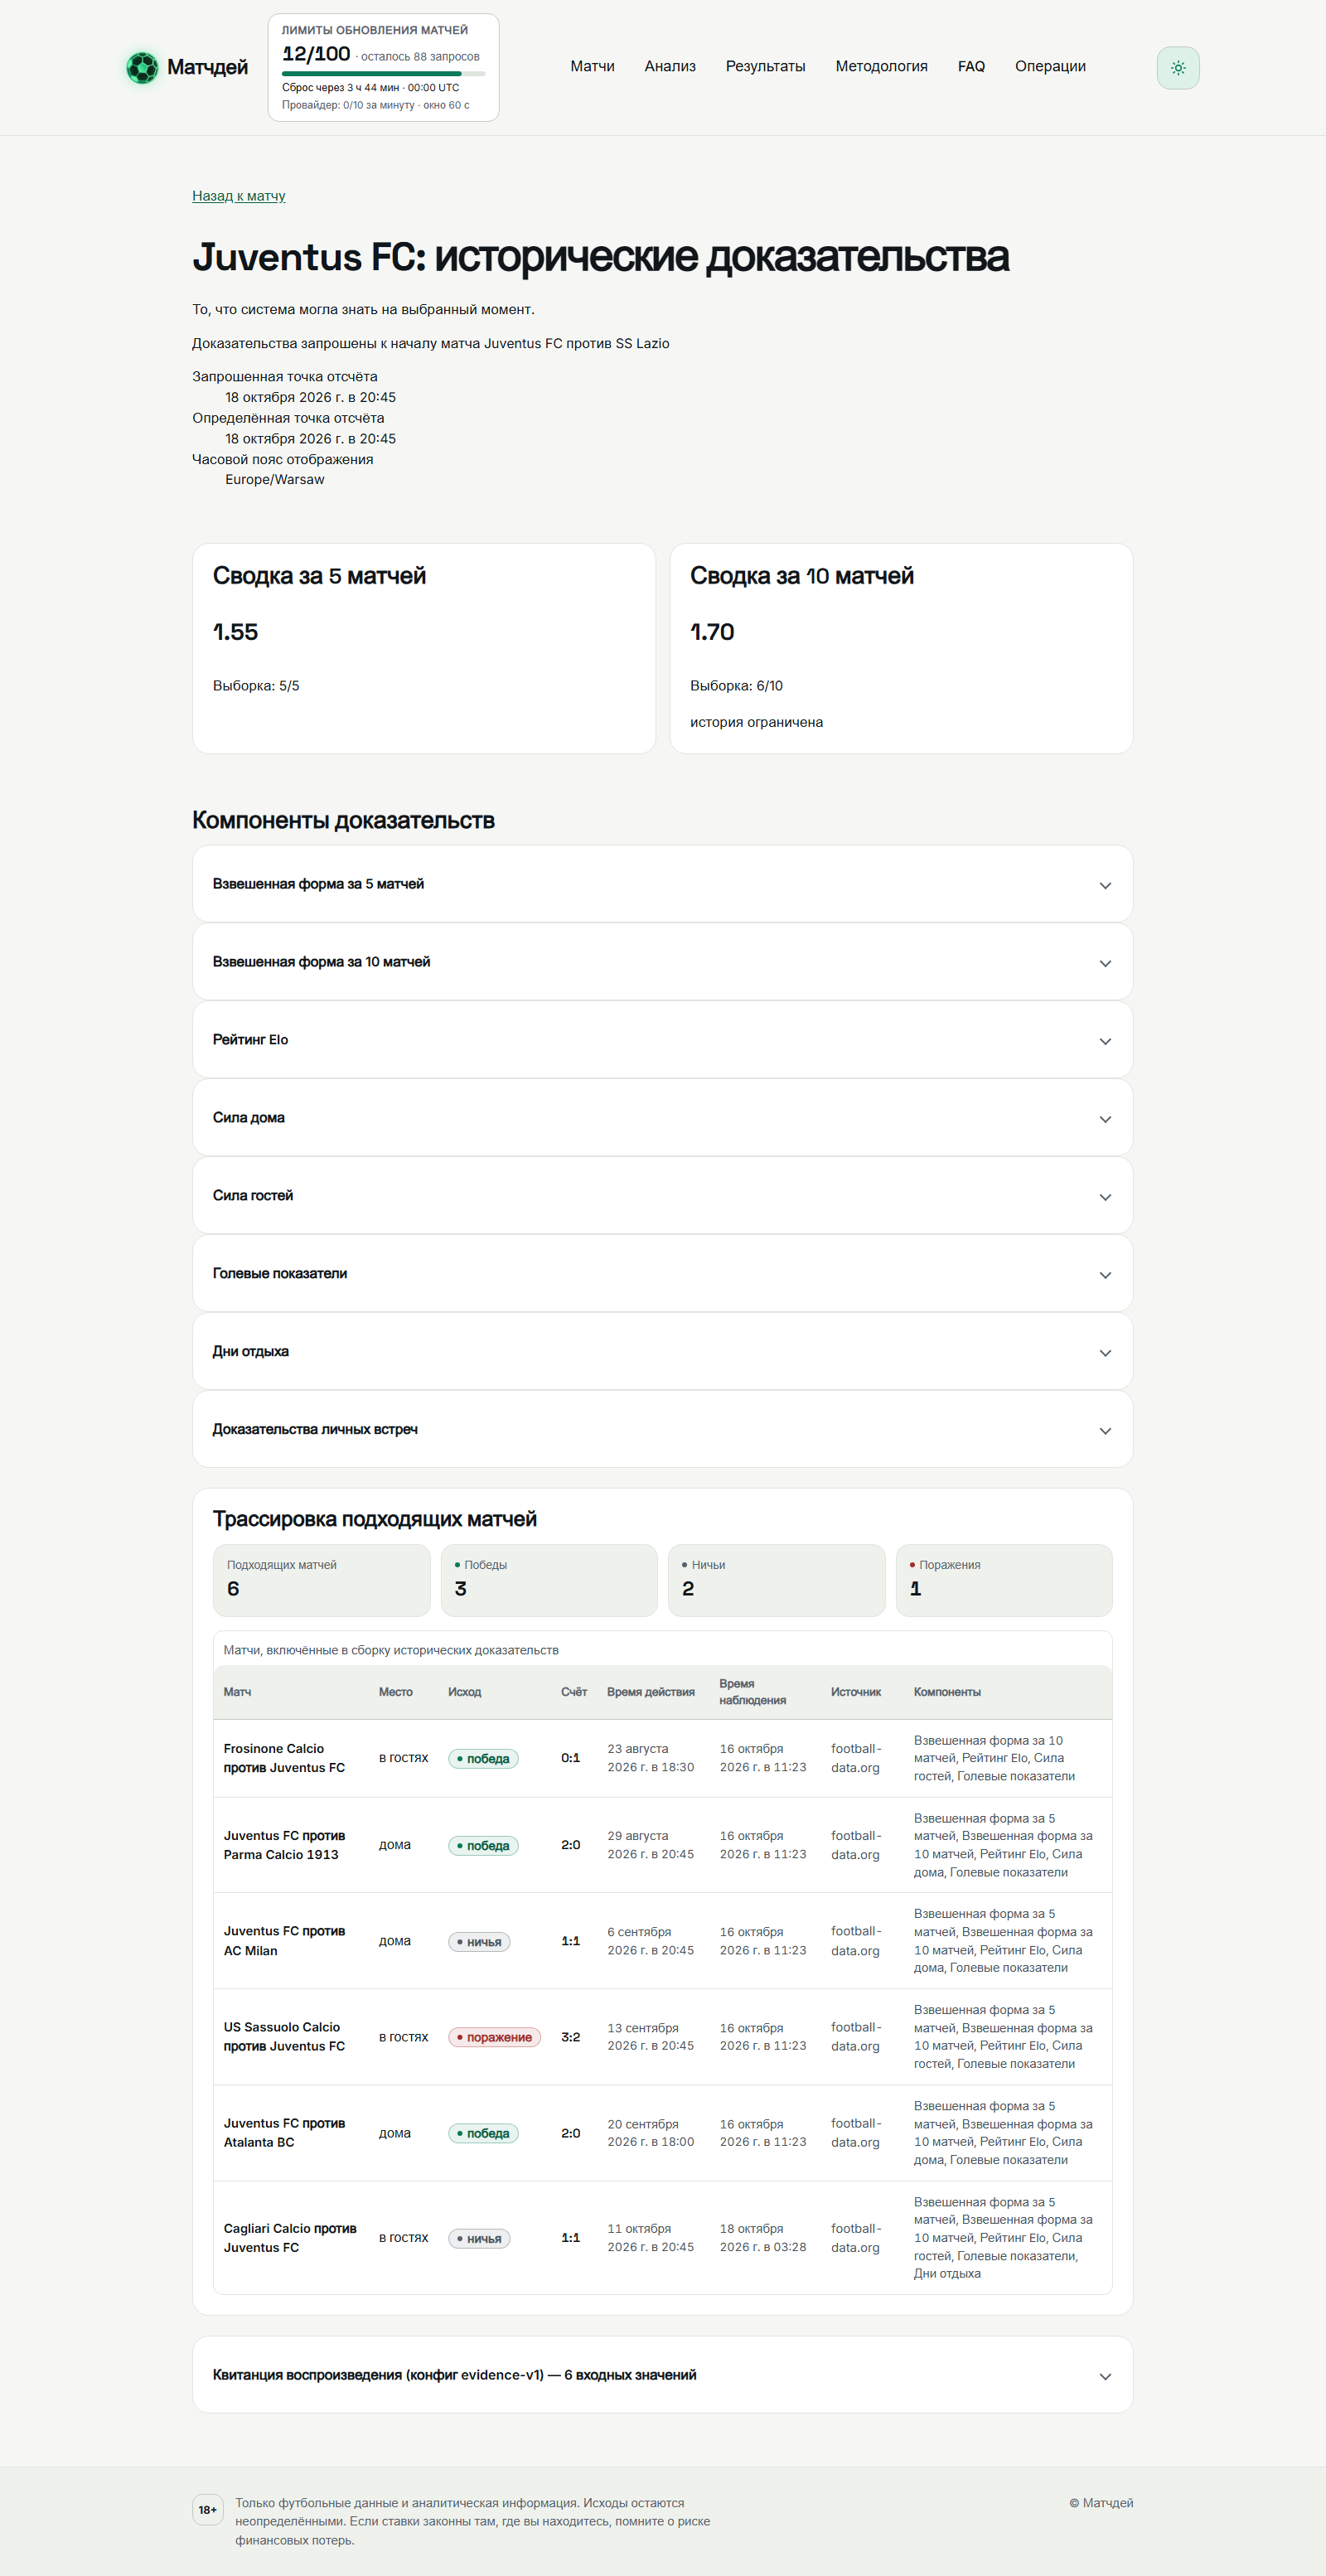 Матчдей
ЛИМИТЫ ОБНОВЛЕНИЯ МАТЧЕЙ
12/100 · осталось 88 запросов
Сброс через 3 ч 44 мин · 00:00 UTC
Провайдер: 0/10 за минуту · окно 60 с
Матчи Анализ Результаты Методология FAQ Операции
Назад к матчу
Juventus FC: исторические доказательства
То, что система могла знать на выбранный момент.
Доказательства запрошены к началу матча Juventus FC против SS Lazio
Запрошенная точка отсчёта
18 октября 2026 г. в 20:45
Определённая точка отсчёта
18 октября 2026 г. в 20:45
Часовой пояс отображения
Europe/Warsaw
Сводка за 5 матчей
1.55
Выборка: 5/5
Сводка за 10 матчей
1.70
Выборка: 6/10
история ограничена
Компоненты доказательств
Взвешенная форма за 5 матчей
Взвешенная форма за 10 матчей
Рейтинг Elo
Сила дома
Сила гостей
Голевые показатели
Дни отдыха
Доказательства личных встреч
Трассировка подходящих матчей
Подходящих матчей
6
Победы
3
Ничьи
2
Поражения
1
Матчи, включённые в сборку исторических доказательств
Матч Место Исход Счёт Время действия Время наблюдения Источник Компоненты
Frosinone Calcio
против Juventus FC
в гостях
победа
0:1
23 августа
2026 г. в 18:30
16 октября
2026 г. в 11:23
football-
data.org
Взвешенная форма за 10
матчей, Рейтинг Elo, Сила
гостей, Голевые показатели
Juventus FC против
Parma Calcio 1913
дома
победа
2:0
29 августа
2026 г. в 20:45
16 октября
2026 г. в 11:23
football-
data.org
Взвешенная форма за 5
матчей, Взвешенная форма за
10 матчей, Рейтинг Elo, Сила
дома, Голевые показатели
Juventus FC против
AC Milan
дома
ничья
1:1
6 сентября
2026 г. в 20:45
16 октября
2026 г. в 11:23
football-
data.org
Взвешенная форма за 5
матчей, Взвешенная форма за
10 матчей, Рейтинг Elo, Сила
дома, Голевые показатели
US Sassuolo Calcio
против Juventus FC
в гостях
поражение
3:2
13 сентября
2026 г. в 20:45
16 октября
2026 г. в 11:23
football-
data.org
Взвешенная форма за 5
матчей, Взвешенная форма за
10 матчей, Рейтинг Elo, Сила
гостей, Голевые показатели
Juventus FC против
Atalanta BC
дома
победа
2:0
20 сентября
2026 г. в 18:00
16 октября
2026 г. в 11:23
football-
data.org
Взвешенная форма за 5
матчей, Взвешенная форма за
10 матчей, Рейтинг Elo, Сила
дома, Голевые показатели
Cagliari Calcio против
Juventus FC
в гостях
ничья
1:1
11 октября
2026 г. в 20:45
18 октября
2026 г. в 03:28
football-
data.org
Взвешенная форма за 5
матчей, Взвешенная форма за
10 матчей, Рейтинг Elo, Сила
гостей, Голевые показатели,
Дни отдыха
Квитанция воспроизведения (конфиг evidence-v1) — 6 входных значений
18+
Только футбольные данные и аналитическая информация. Исходы остаются
неопределёнными. Если ставки законны там, где вы находитесь, помните о риске
финансовых потерь.
© Матчдей